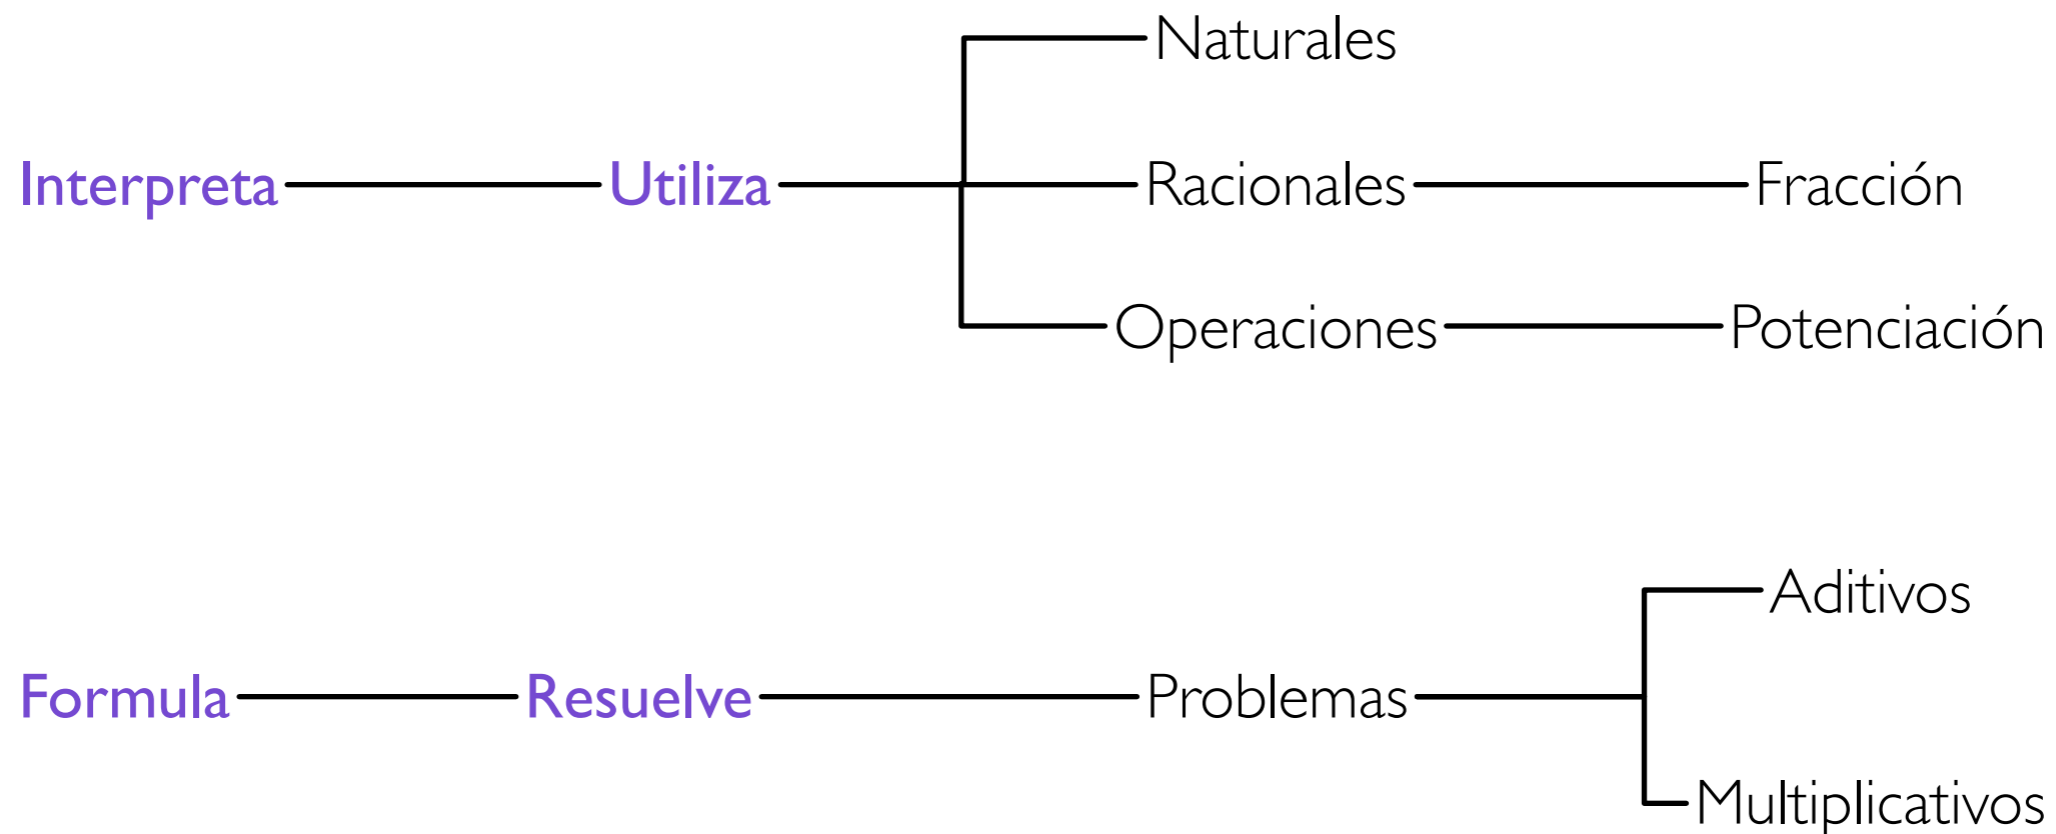 Naturales
Interpreta Utiliza Racionales Fracción
Operaciones Potenciación
Aditivos
Formula Resuelve Problemas
Multiplicativos